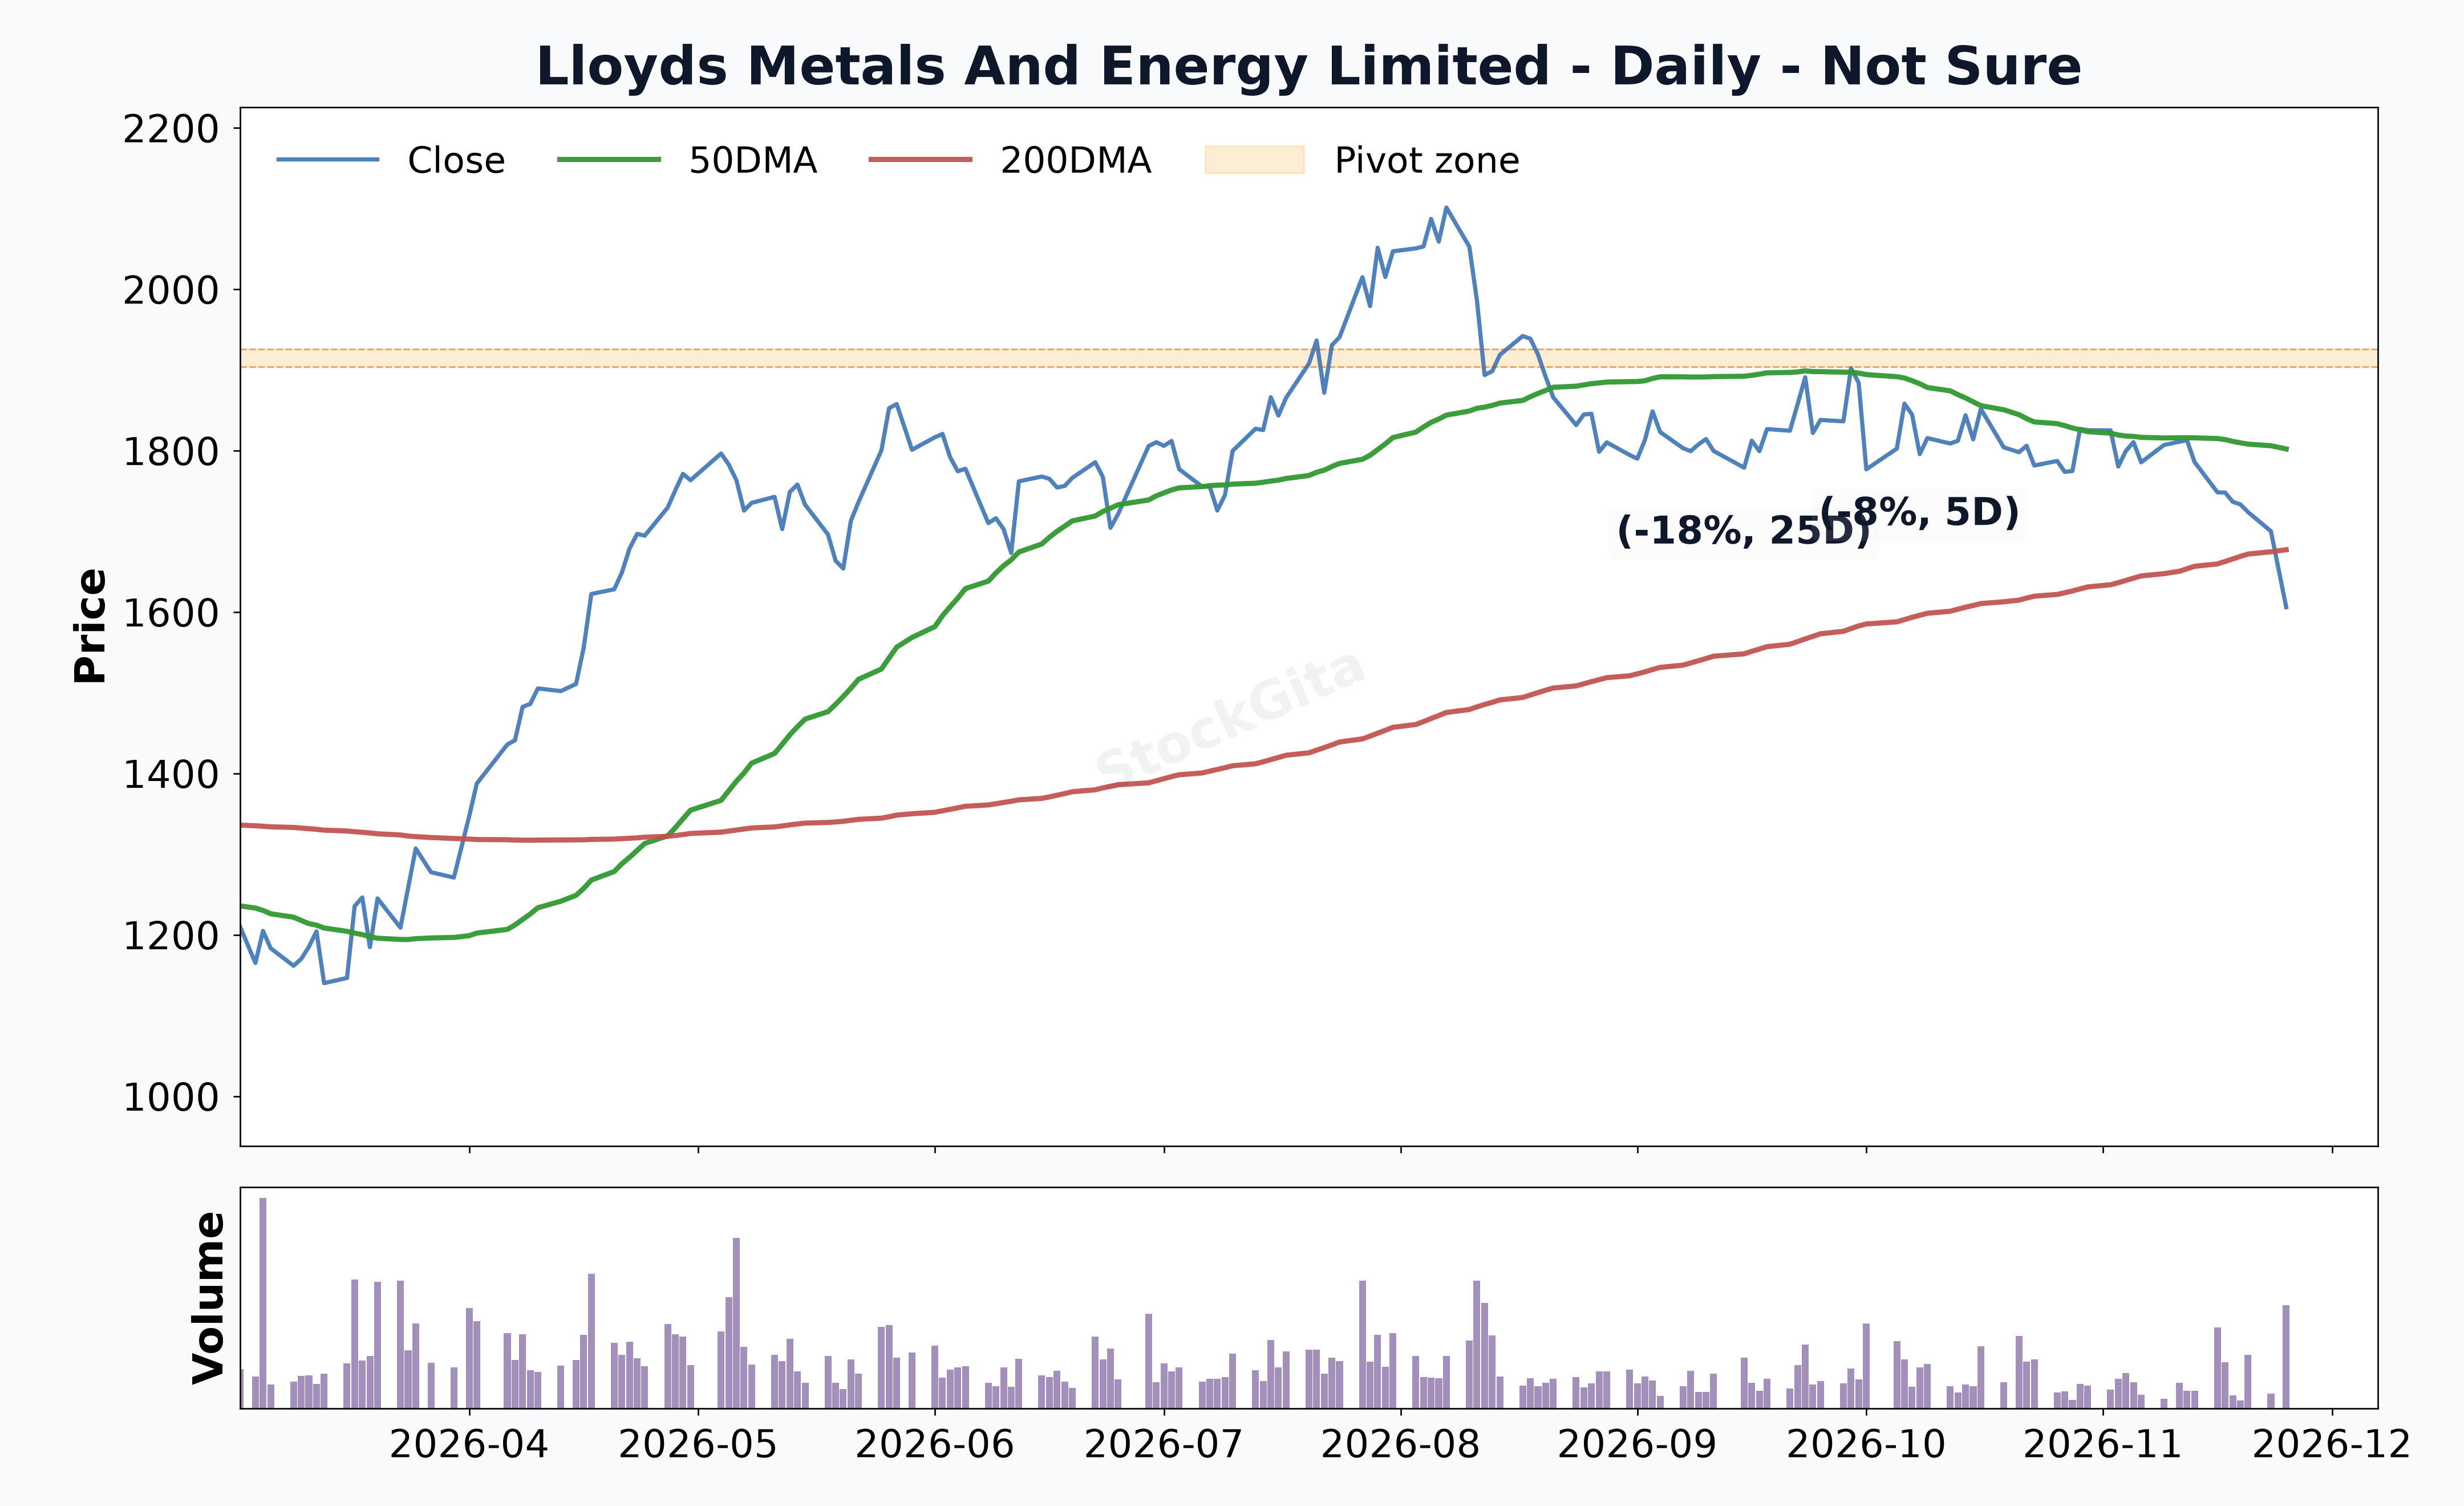 Lloyds Metals And Energy Limited - Daily - Not Sure
Close 50DMA 200DMA Pivot zone
2200
2000
1800
1600
1400
1200
1000
Price
(-18%, 25D)
(-8%, 5D)
StockGita
Volume
2026-04 2026-05 2026-06 2026-07 2026-08 2026-09 2026-10 2026-11 2026-12